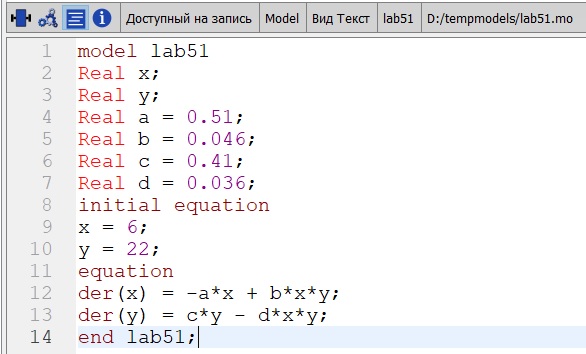 Доступный на запись Model Вид Текст lab51 D:/tempmodels/lab51.mo
1 model lab51
2 Real x;
3 Real y;
4 Real a = 0.51;
5 Real b = 0.046;
6 Real c = 0.41;
7 Real d = 0.036;
8 initial equation
9 x = 6;
10 y = 22;
11 equation
12 der(x) = -a*x + b*x*y;
13 der(y) = c*y - d*x*y;
14 end lab51;